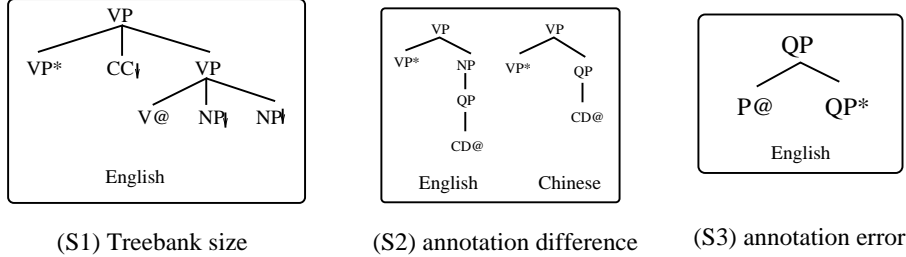 VP
VP* CC↓ VP
V@ NP↓ NP↓
English
VP
VP* NP
QP
CD@
English
VP
VP* QP
CD@
Chinese
QP
P@ QP*
English
(S1) Treebank size
(S2) annotation difference
(S3) annotation error